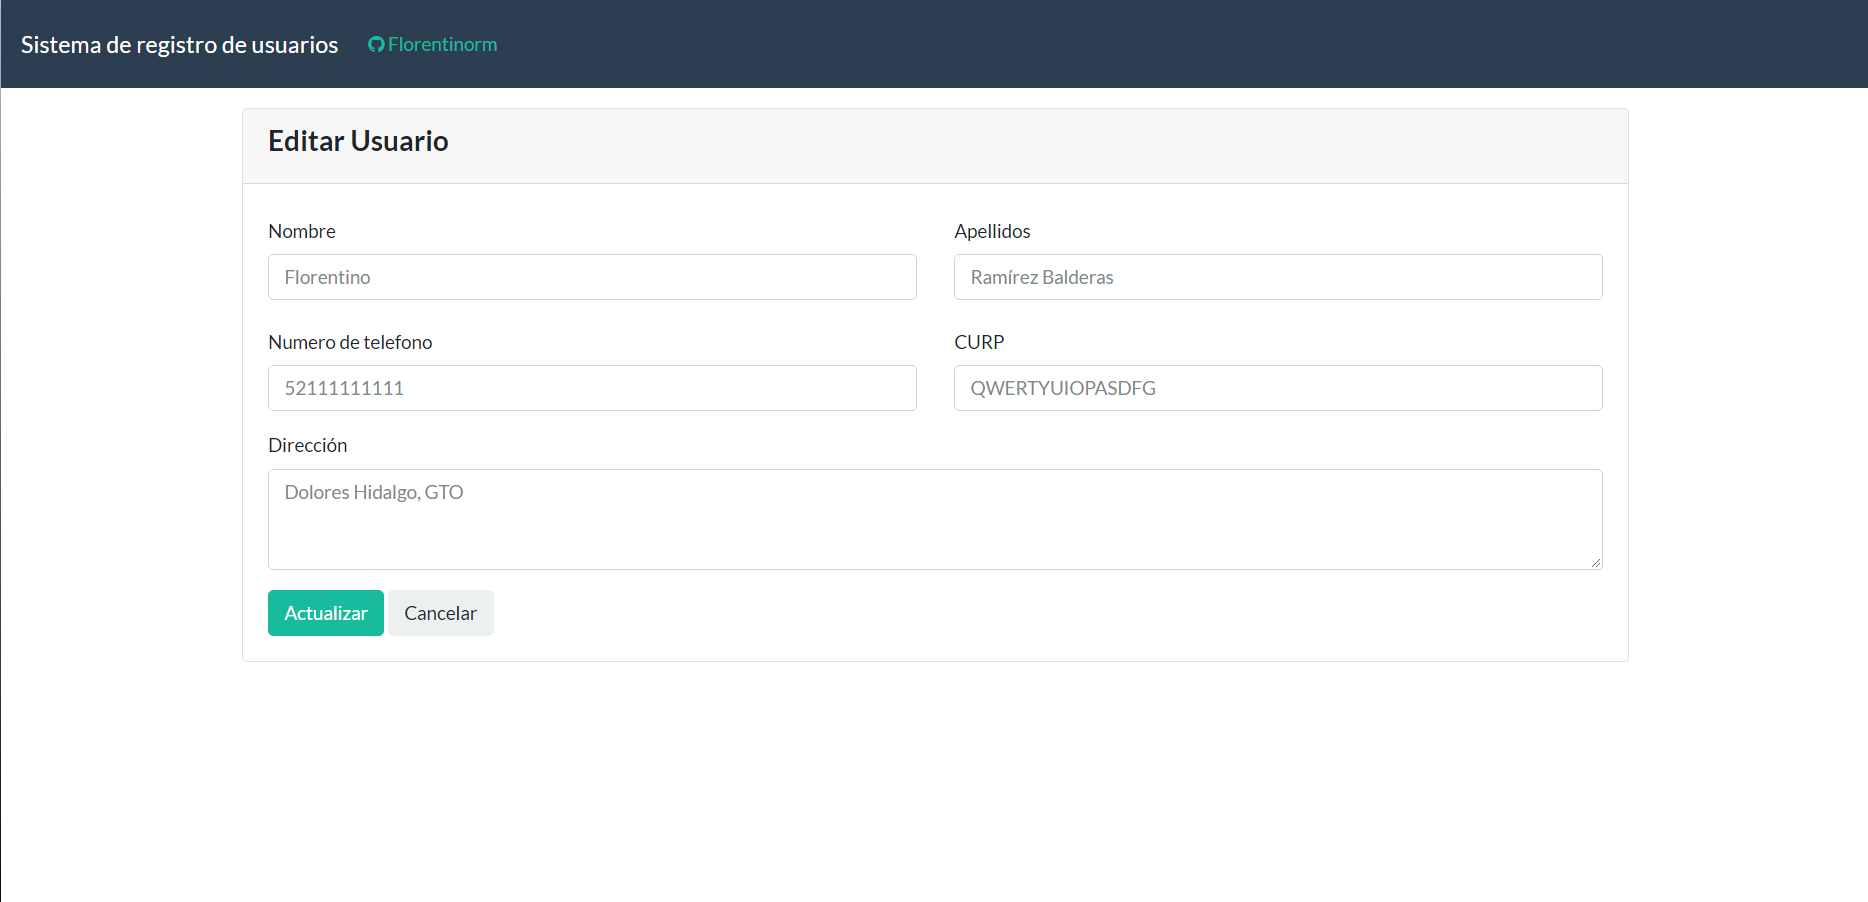 Sistema de registro de usuarios Florentinorm
Editar Usuario
Nombre Apellidos
Florentino Ramírez Balderas
Numero de telefono CURP
52111111111 QWERTYUIOPASDFG
Dirección
Dolores Hidalgo, GTO
Actualizar Cancelar